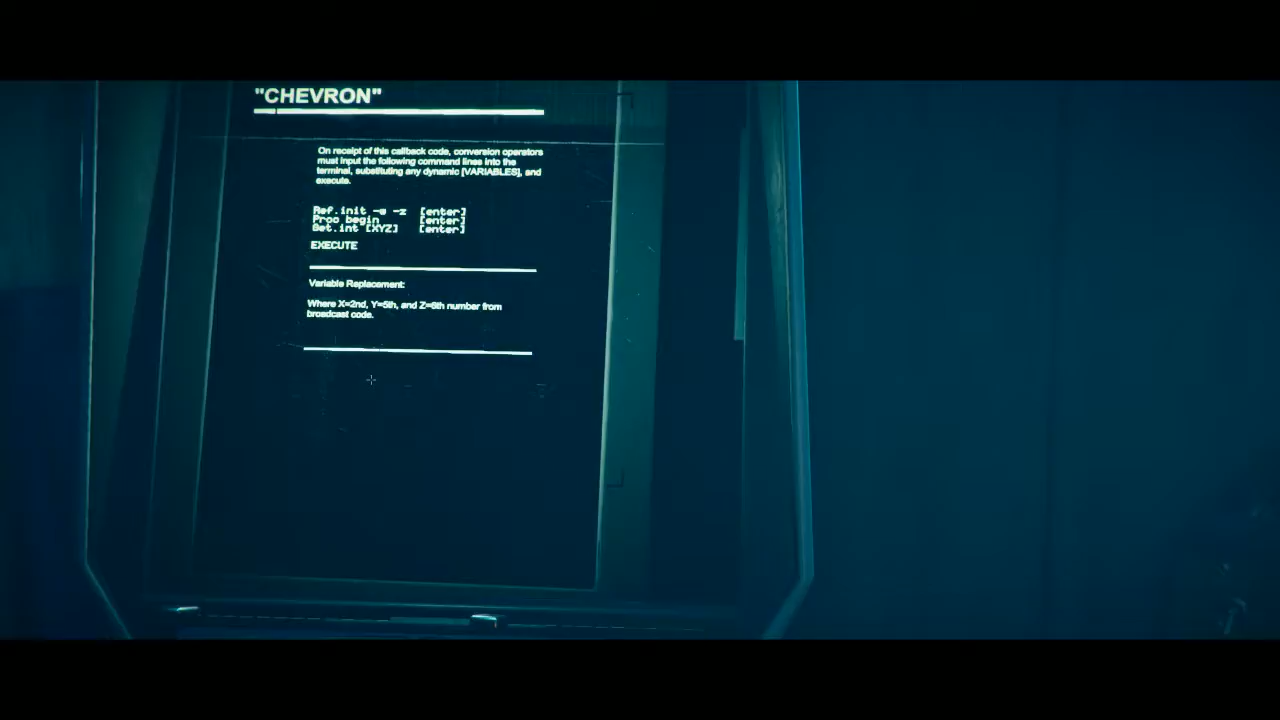 "CHEVRON"
On receipt of this callback code, conversion operators
must input the following command lines into the
terminal, substituting any dynamic [VARIABLES], and
execute.
Ref.init -w -z [enter]
Proc begin [enter]
Set.int [XYZ] [enter]
EXECUTE
Variable Replacement:
Where X=2nd, Y=5th, and Z=6th number from
broadcast code.